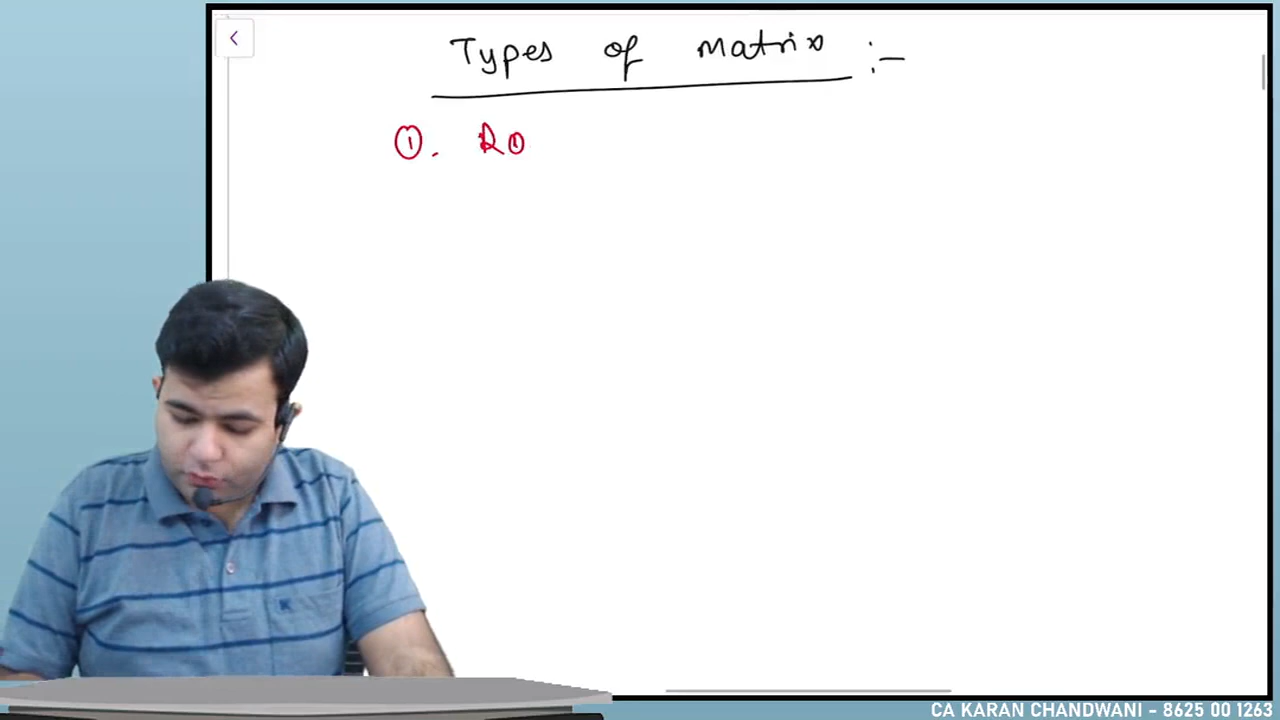 Types of matrix :-
①. Ro
CA KARAN CHANDWANI - 8625 00 1263